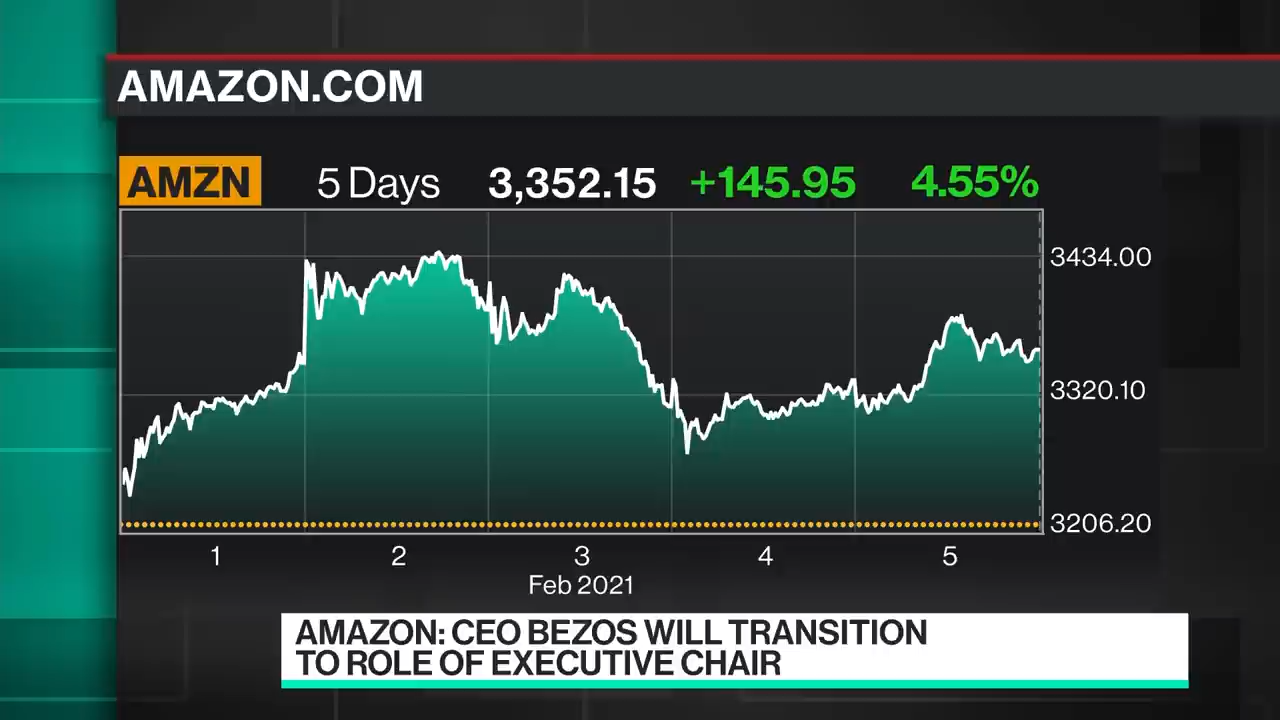 AMAZON.COM
AMZN 5 Days 3,352.15 +145.95 4.55%
3434.00
3320.10
3206.20
1 2 3 4 5
Feb 2021
AMAZON: CEO BEZOS WILL TRANSITION
TO ROLE OF EXECUTIVE CHAIR